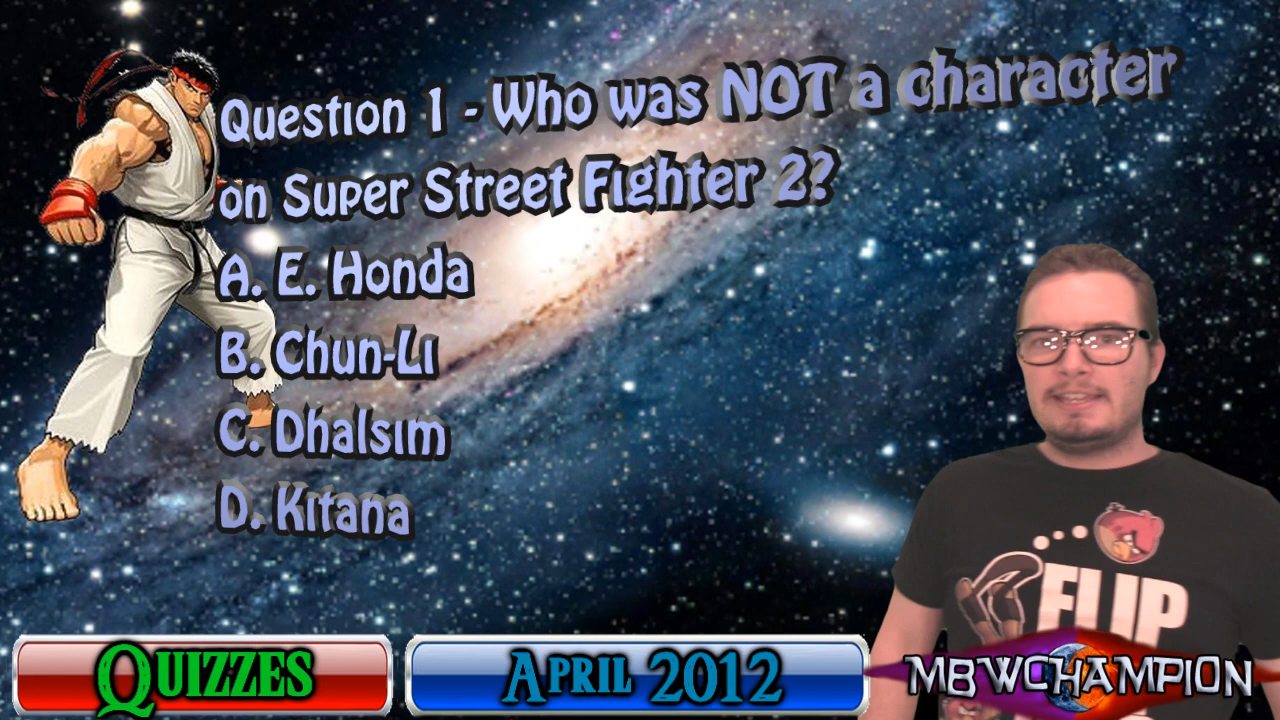 Question 1 - Who was NOT a character
on Super Street Fighter 2?
A. E. Honda
B. Chun-Li
C. Dhalsim
D. Kitana
FLIP
Quizzes
April 2012
MBWCHAMPION